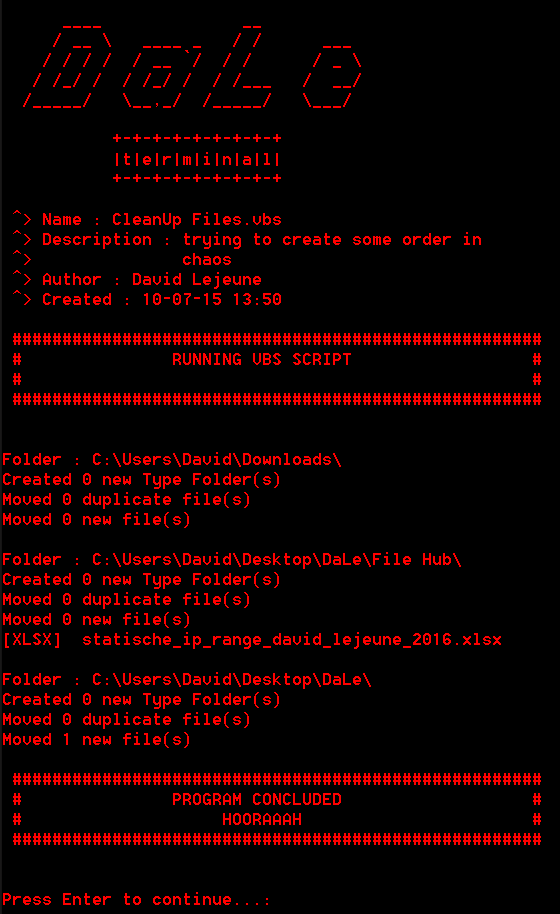 DaLe
|t|e|r|m|i|n|a|l|
^> Name : CleanUp Files.vbs
^> Description : trying to create some order in
^>               chaos
^> Author : David Lejeune
^> Created : 10-07-15 13:50
#####################################################
#               RUNNING VBS SCRIPT                  #
#                                                   #
#####################################################
Folder : C:\Users\David\Downloads\
Created 0 new Type Folder(s)
Moved 0 duplicate file(s)
Moved 0 new file(s)
Folder : C:\Users\David\Desktop\DaLe\File Hub\
Created 0 new Type Folder(s)
Moved 0 duplicate file(s)
Moved 0 new file(s)
[XLSX]  statische_ip_range_david_lejeune_2016.xlsx
Folder : C:\Users\David\Desktop\DaLe\
Created 0 new Type Folder(s)
Moved 0 duplicate file(s)
Moved 1 new file(s)
#####################################################
#               PROGRAM CONCLUDED                   #
#                    HOORAAAH                       #
#####################################################
Press Enter to continue...: